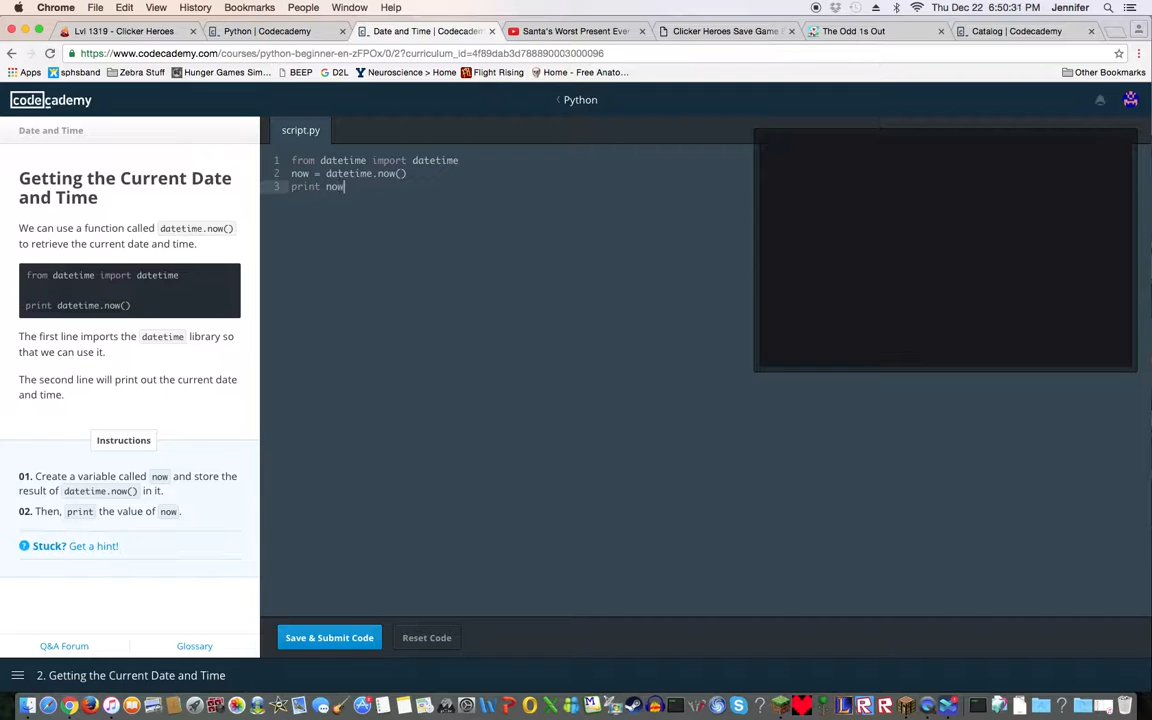 Chrome File Edit View History Bookmarks People Window Help
Thu Dec 22 6:50:31 PM Jennifer
Lvl 1319 - Clicker Heroes
Python | Codecademy
Date and Time | Codecadem
Santa's Worst Present Eve
Clicker Heroes Save Game E
The Odd 1s Out
Catalog | Codecademy
https://www.codecademy.com/courses/python-beginner-en-zFPOx/0/2?curriculum_id=4f89dab3d788890003000096
Apps sphsband Zebra Stuff Hunger Games Sim... BEEP D2L Neuroscience > Home Flight Rising Home - Free Anato... Other Bookmarks
codecademy
Python
Date and Time
script.py
Getting the Current Date
and Time
We can use a function called datetime.now()
to retrieve the current date and time.
from datetime import datetime
print datetime.now()
The first line imports the datetime library so
that we can use it.
The second line will print out the current date
and time.
Instructions
01. Create a variable called now and store the
result of datetime.now() in it.
02. Then, print the value of now.
? Stuck? Get a hint!
Q&A Forum Glossary
1 from datetime import datetime
2 now = datetime.now()
3 print now
Save & Submit Code Reset Code
2. Getting the Current Date and Time